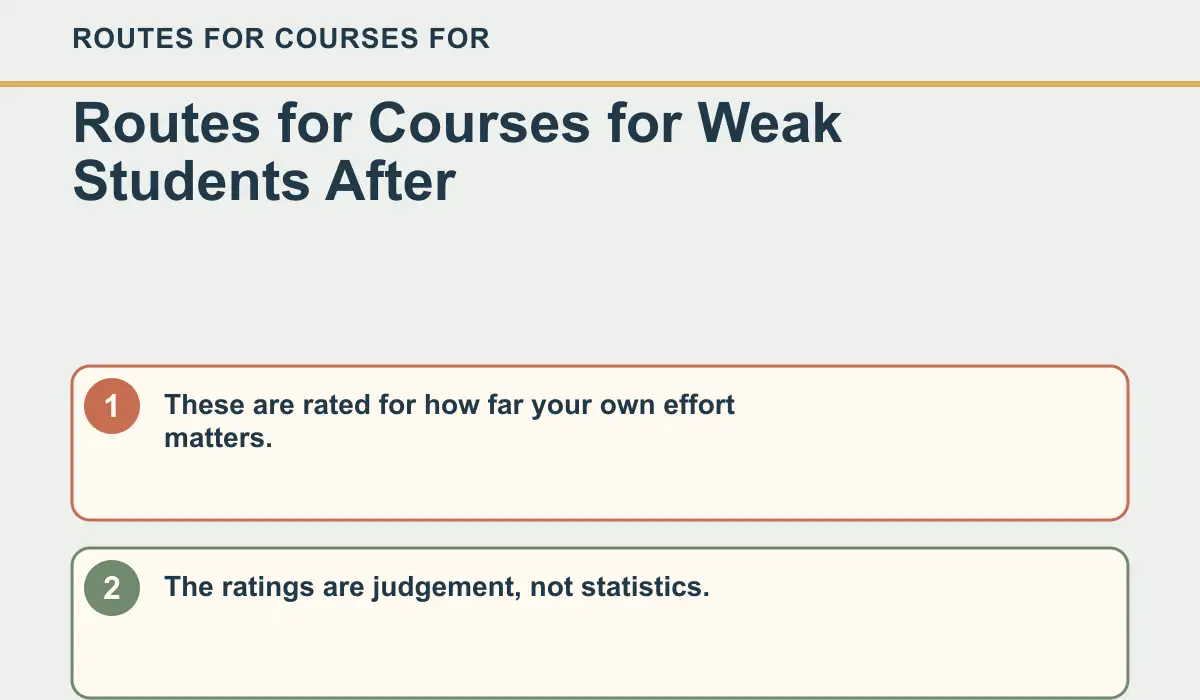 ROUTES FOR COURSES FOR
Routes for Courses for Weak
Students After
1
These are rated for how far your own effort
matters.
2
The ratings are judgement, not statistics.